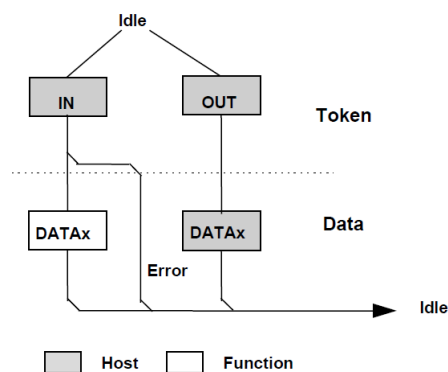 Idle
IN
OUT
Token
DATAx
DATAx
Data
Error
Idle
Host
Function